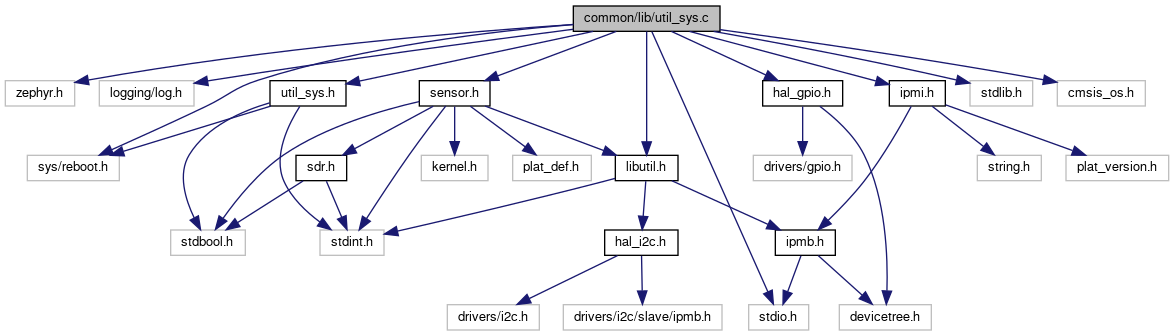 common/lib/util_sys.c
zephyr.h
logging/log.h
util_sys.h
sensor.h
hal_gpio.h
ipmi.h
stdlib.h
cmsis_os.h
sys/reboot.h
sdr.h
kernel.h
plat_def.h
libutil.h
drivers/gpio.h
string.h
plat_version.h
stdbool.h
stdint.h
hal_i2c.h
ipmb.h
drivers/i2c.h
drivers/i2c/slave/ipmb.h
stdio.h
devicetree.h